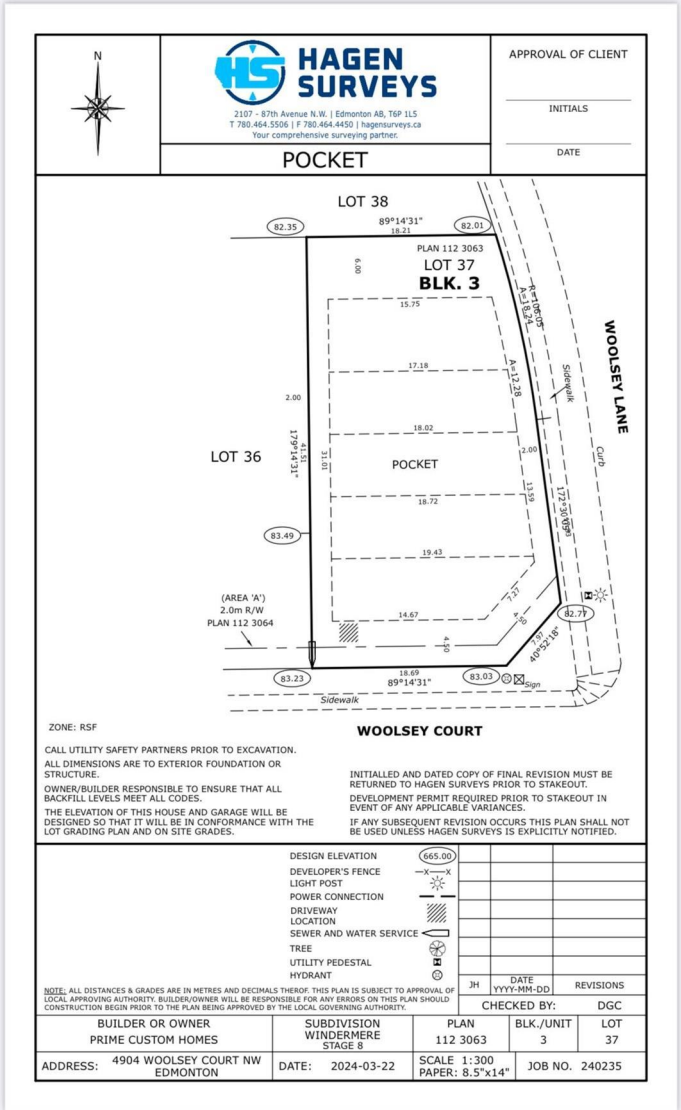 N
HS
HAGEN
SURVEYS
2107 - 87th Avenue N.W. | Edmonton AB, T6P 1L5
T 780.464.5506 | F 780.464.4450 | hagensurveys.ca
Your comprehensive surveying partner.
POCKET
APPROVAL OF CLIENT
INITIALS
DATE
LOT 38
82.35
89°14'31"
18.21
82.01
PLAN 112 3063
LOT 37
BLK. 3
6.00
15.75
R=106.05
A=18.24
17.18
A=12.28
WOOLSEY LANE
Sidewalk
2.00
18.02
LOT 36
179°14'31"
41.51
31.01
POCKET
2.00
Curb
18.72
13.59
172°30'05"
83.49
19.43
(AREA 'A')
2.0m R/W
PLAN 112 3064
14.67
7.27
4.50
82.77
4.50
7.97
40°52'18"
83.23
18.69
89°14'31"
83.03
Sign
Sidewalk
WOOLSEY COURT
ZONE: RSF
CALL UTILITY SAFETY PARTNERS PRIOR TO EXCAVATION.
ALL DIMENSIONS ARE TO EXTERIOR FOUNDATION OR
STRUCTURE.
OWNER/BUILDER RESPONSIBLE TO ENSURE THAT ALL
BACKFILL LEVELS MEET ALL CODES.
THE ELEVATION OF THIS HOUSE AND GARAGE WILL BE
DESIGNED SO THAT IT WILL BE IN CONFORMANCE WITH THE
LOT GRADING PLAN AND ON SITE GRADES.
INITIALLED AND DATED COPY OF FINAL REVISION MUST BE
RETURNED TO HAGEN SURVEYS PRIOR TO STAKEOUT.
DEVELOPMENT PERMIT REQUIRED PRIOR TO STAKEOUT IN
EVENT OF ANY APPLICABLE VARIANCES.
IF ANY SUBSEQUENT REVISION OCCURS THIS PLAN SHALL NOT
BE USED UNLESS HAGEN SURVEYS IS EXPLICITLY NOTIFIED.
DESIGN ELEVATION 665.00
DEVELOPER'S FENCE —X——X—
LIGHT POST
POWER CONNECTION
DRIVEWAY
LOCATION
SEWER AND WATER SERVICE
TREE
UTILITY PEDESTAL
HYDRANT
NOTE: ALL DISTANCES & GRADES ARE IN METRES AND DECIMALS THEROF. THIS PLAN IS SUBJECT TO APPROVAL OF
LOCAL APPROVING AUTHORITY. BUILDER/OWNER WILL BE RESPONSIBLE FOR ANY ERRORS ON THIS PLAN SHOULD
CONSTRUCTION BEGIN PRIOR TO THE PLAN BEING APPROVED BY THE LOCAL GOVERNING AUTHORITY.
JH
DATE
YYYY-MM-DD
REVISIONS
CHECKED BY: DGC
BUILDER OR OWNER
PRIME CUSTOM HOMES
SUBDIVISION
WINDERMERE
STAGE 8
PLAN
112 3063
BLK./UNIT
3
LOT
37
ADDRESS: 4904 WOOLSEY COURT NW
EDMONTON
DATE: 2024-03-22
SCALE 1:300
PAPER: 8.5"x14"
JOB NO. 240235